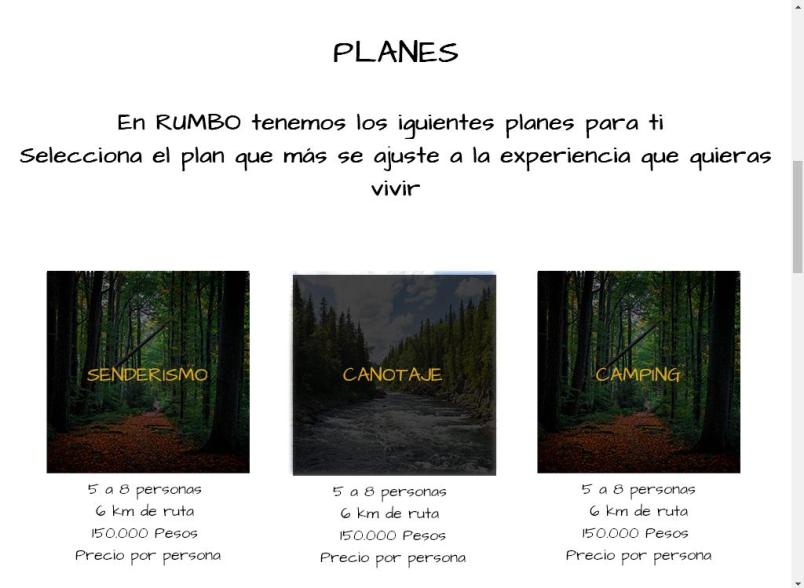 PLANES
En RUMBO tenemos los iguientes planes para ti
Selecciona el plan que más se ajuste a la experiencia que quieras
vivir
SENDERISMO
5 a 8 personas
6 km de ruta
150.000 Pesos
Precio por persona
CANOTAJE
5 a 8 personas
6 km de ruta
150.000 Pesos
Precio por persona
CAMPING
5 a 8 personas
6 km de ruta
150.000 Pesos
Precio por persona